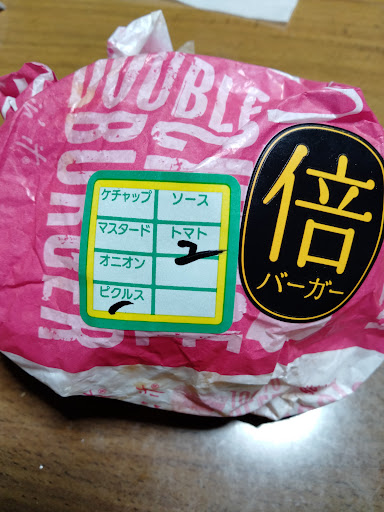 DOUBLE
BURGER
ケチャップ ソース
マスタード トマト
2
オニオン
ピクルス
倍
バーガー